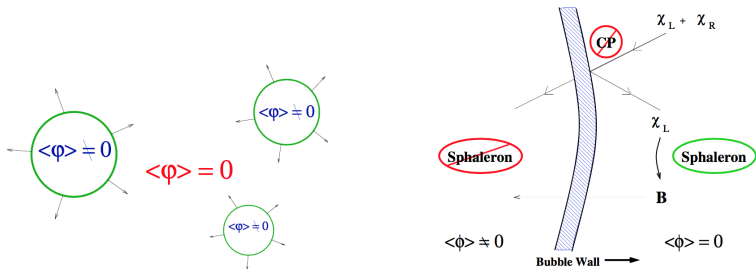 <φ> ≠ 0
<φ> = 0
<φ> ≠ 0
<φ> ≠ 0
CP
χL + χR
χL
Sphaleron
Sphaleron
B
<ϕ> ≠ 0
<ϕ> = 0
Bubble Wall